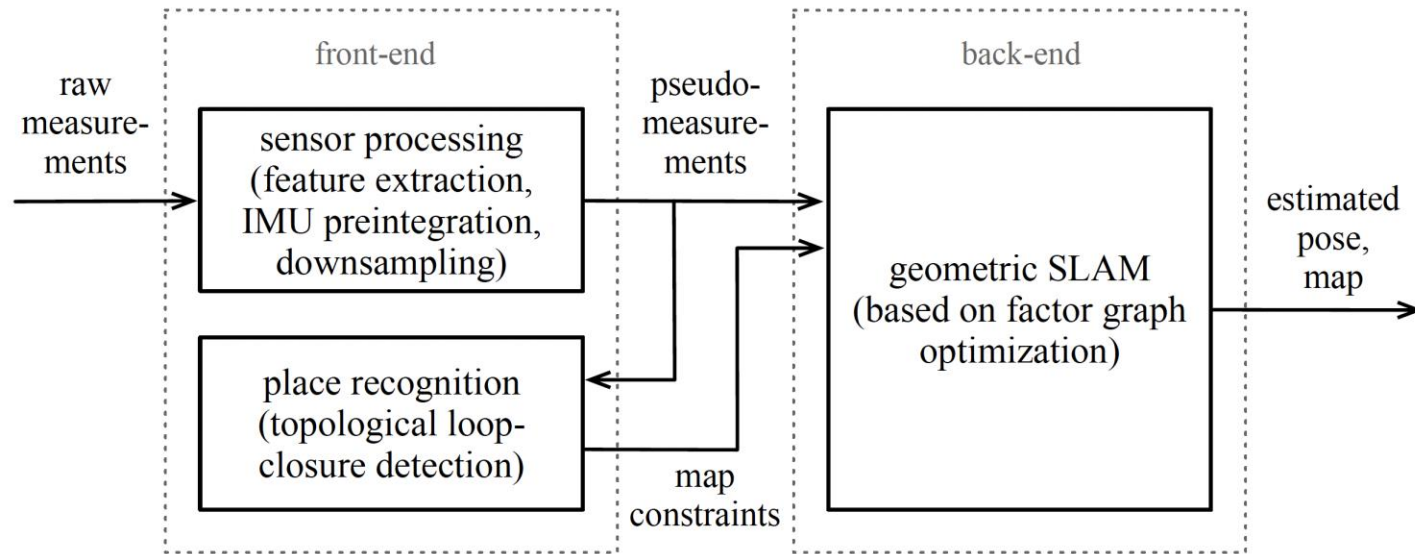 front-end
back-end
raw
measure-
ments
sensor processing
(feature extraction,
IMU preintegration,
downsampling)
pseudo-
measure-
ments
place recognition
(topological loop-
closure detection)
map
constraints
geometric SLAM
(based on factor graph
optimization)
estimated
pose,
map